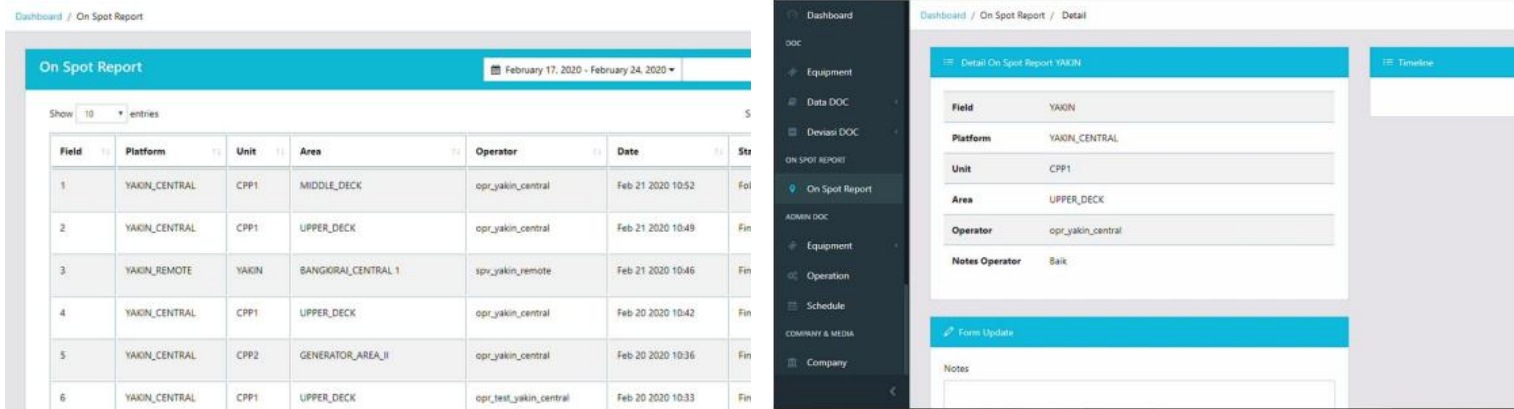 Dashboard / On Spot Report
On Spot Report
February 17, 2020 - February 24, 2020
Show 10 entries
Field Platform Unit Area Operator Date
1 YAKIN_CENTRAL CPP1 MIDDLE_DECK opr_yakin_central Feb 21 2020 10:52 Fol
2 YAKIN_CENTRAL CPP1 UPPER_DECK opr_yakin_central Feb 21 2020 10:49 Fin
3 YAKIN_REMOTE YAKIN BANGKIRAI_CENTRAL 1 spv_yakin_remote Feb 21 2020 10:46 Fin
4 YAKIN_CENTRAL CPP1 UPPER_DECK opr_yakin_central Feb 20 2020 10:42 Fin
5 YAKIN_CENTRAL CPP2 GENERATOR_AREA_II opr_yakin_central Feb 20 2020 10:36 Fin
6 YAKIN_CENTRAL CPP1 UPPER_DECK opr_test_yakin_central Feb 20 2020 10:33 Fin
Dashboard
DOC
Equipment
Data DOC
Deviasi DOC
ON SPOT REPORT
On Spot Report
ADMIN DOC
Equipment
Operation
Schedule
COMPANY & MEDIA
Company
Dashboard / On Spot Report / Detail
Detail On Spot Report YAKIN
Field YAKIN
Platform YAKIN_CENTRAL
Unit CPP1
Area UPPER_DECK
Operator opr_yakin_central
Notes Operator Baik
Form Update
Notes
Timeline